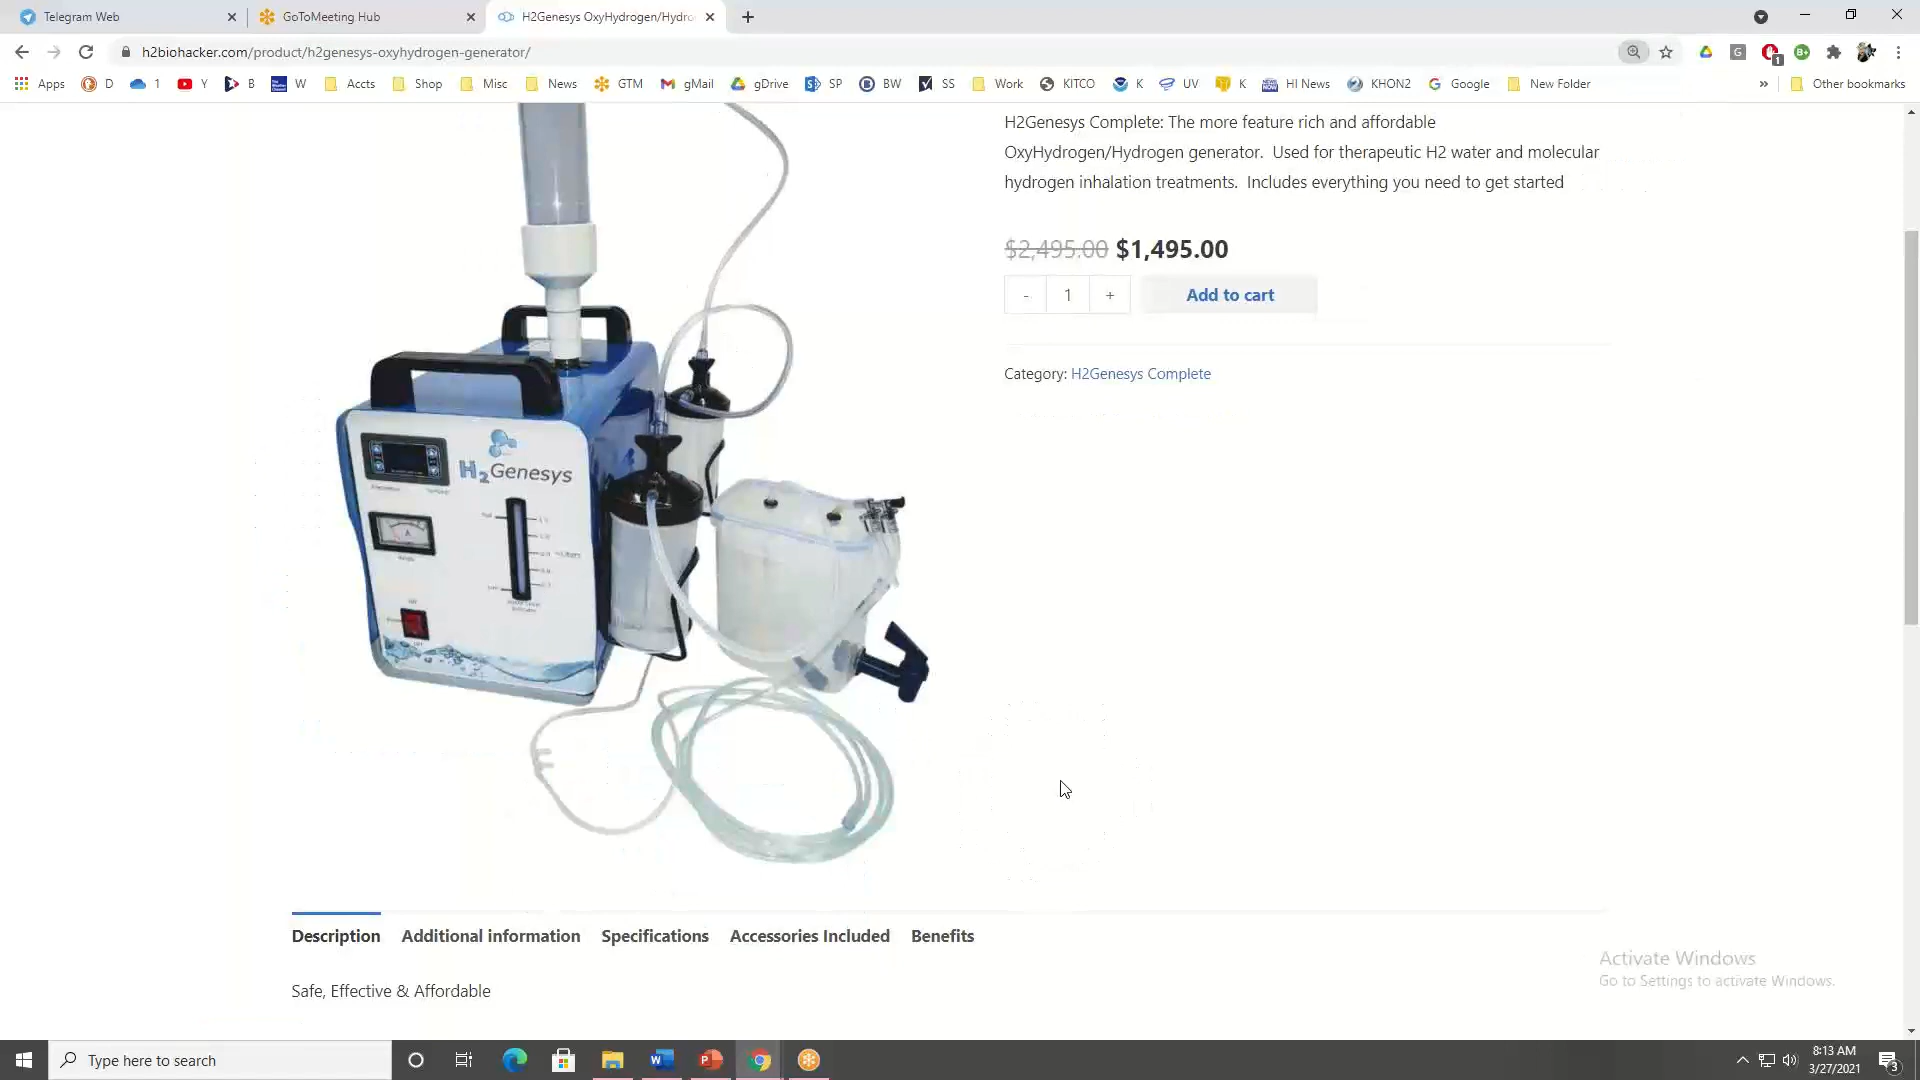 Telegram Web
GoToMeeting Hub
H2Genesys OxyHydrogen/Hydro
h2biohacker.com/product/h2genesys-oxyhydrogen-generator/
Apps D 1 Y B W Accts Shop Misc News GTM gMail gDrive SP BW SS Work KITCO K UV K HI News KHON2 Google New Folder » Other bookmarks
H2Genesys Complete: The more feature rich and affordable
OxyHydrogen/Hydrogen generator. Used for therapeutic H2 water and molecular
hydrogen inhalation treatments. Includes everything you need to get started
$2,495.00 $1,495.00
- 1 + Add to cart
Category: H2Genesys Complete
H2Genesys
A
Description Additional information Specifications Accessories Included Benefits
Safe, Effective & Affordable
Activate Windows
Go to Settings to activate Windows.
Type here to search
8:13 AM
3/27/2021
3